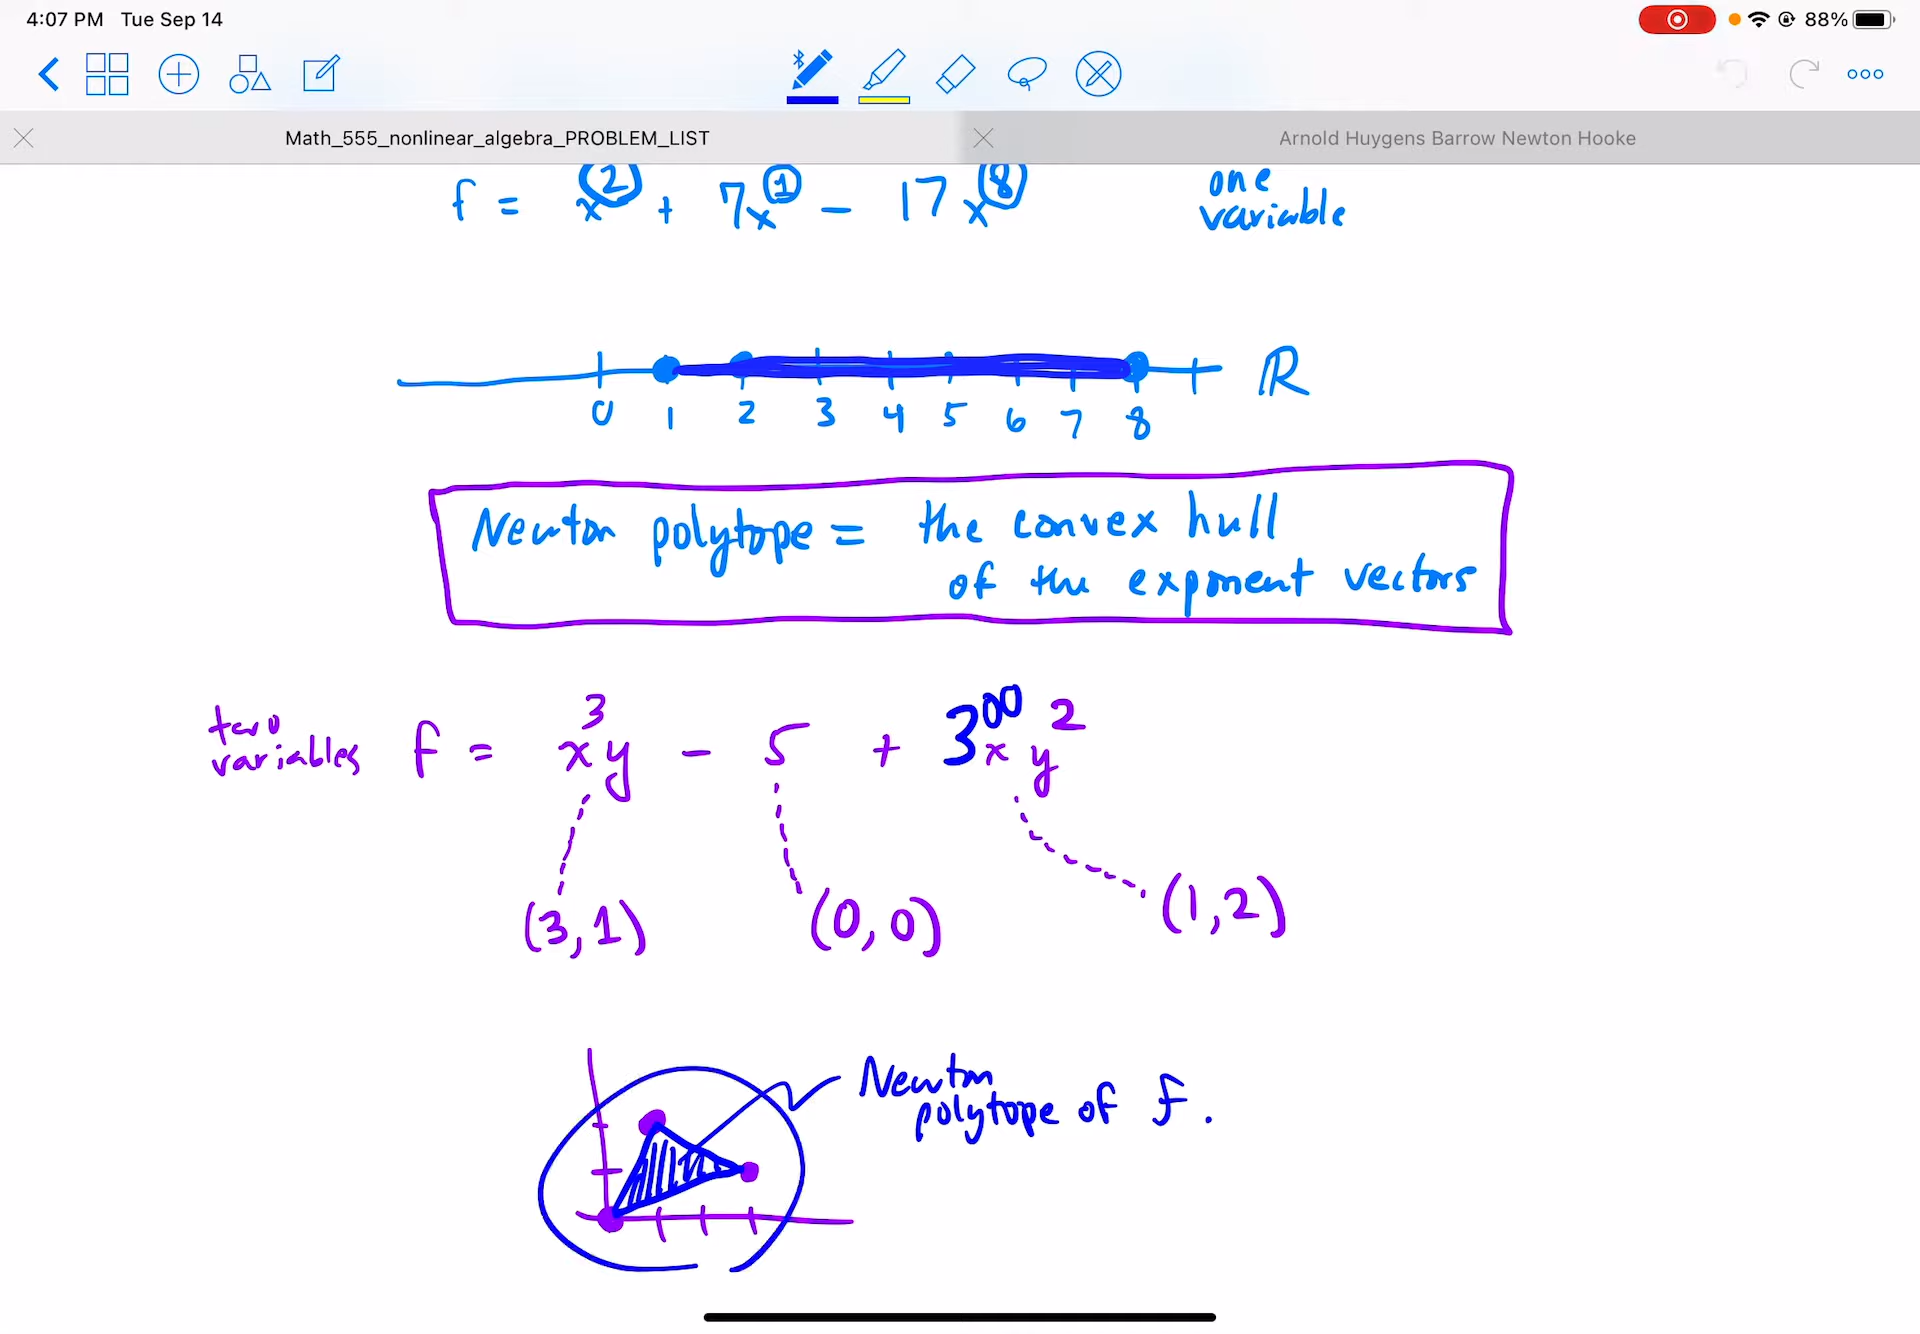 4:07 PM Tue Sep 14
88%
Math_555_nonlinear_algebra_PROBLEM_LIST
Arnold Huygens Barrow Newton Hooke
f = x² + 7x¹ - 17x⁸ one variable
ℝ
0 1 2 3 4 5 6 7 8
Newton polytope = the convex hull
of the exponent vectors
two variables f = x³y - 5 + 300xy²
(3,1) (0,0) (1,2)
Newton
polytope of f.